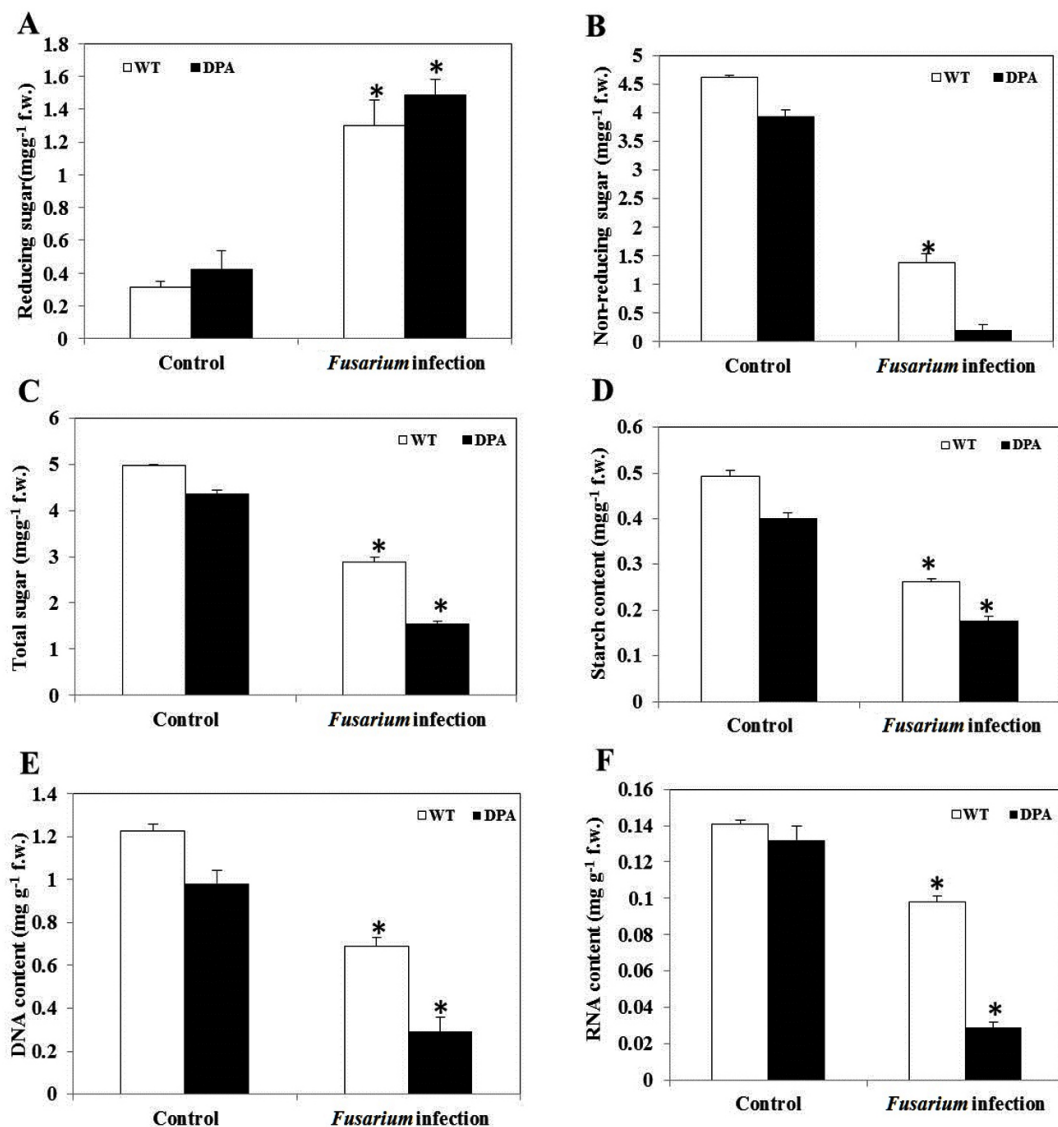 A
Reducing sugar(mgg-1 f.w.)
1.8
1.6
1.4
1.2
1
0.8
0.6
0.4
0.2
0
WT DPA
*
*
Control Fusarium infection
B
Non-reducing sugar (mgg-1 f.w.)
5
4.5
4
3.5
3
2.5
2
1.5
1
0.5
0
WT DPA
*
Control Fusarium infection
C
Total sugar (mgg-1 f.w.)
6
5
4
3
2
1
0
WT DPA
*
*
Control Fusarium infection
D
Starch content (mgg-1 f.w.)
0.6
0.5
0.4
0.3
0.2
0.1
0
WT DPA
*
*
Control Fusarium infection
E
DNA content (mg g-1 f.w.)
1.4
1.2
1
0.8
0.6
0.4
0.2
0
WT DPA
*
*
Control Fusarium infection
F
RNA content (mg g-1 f.w.)
0.16
0.14
0.12
0.1
0.08
0.06
0.04
0.02
0
WT DPA
*
*
Control Fusarium infection